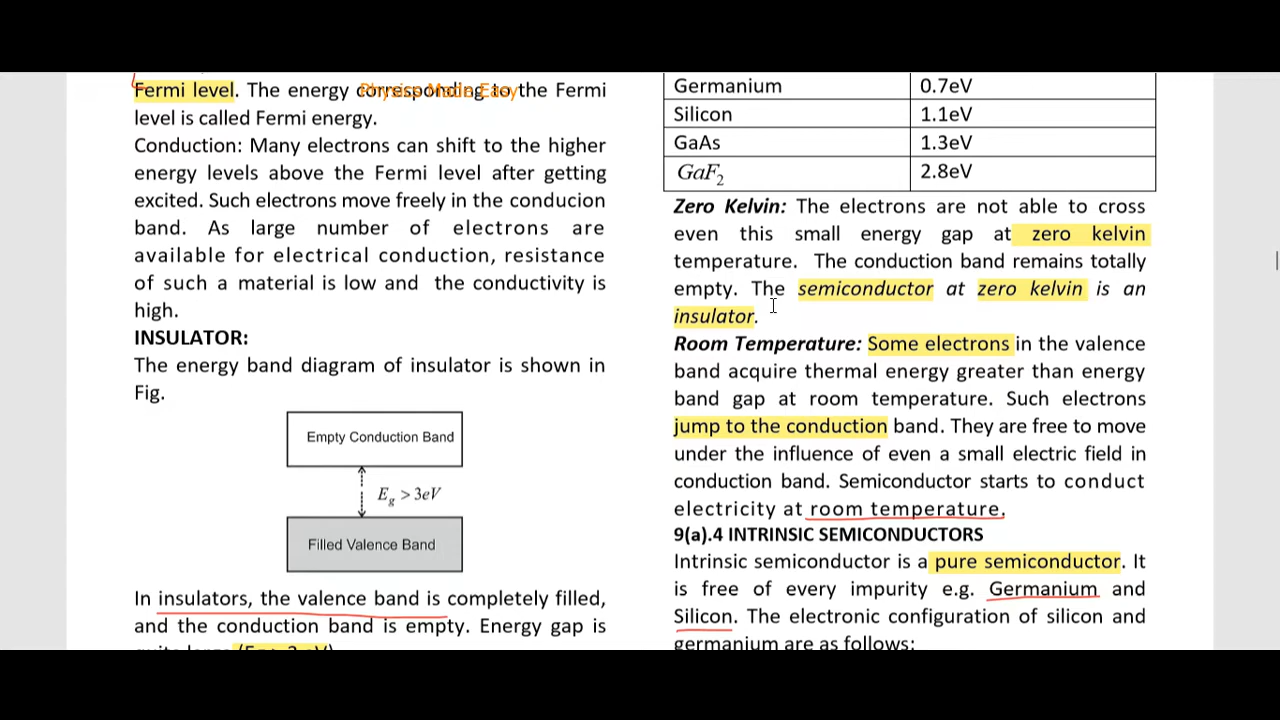 Fermi level. The energy corresponding to the Fermi
Physics Made Easy
level is called Fermi energy.
Conduction: Many electrons can shift to the higher
energy levels above the Fermi level after getting
excited. Such electrons move freely in the conducion
band. As large number of electrons are
available for electrical conduction, resistance
of such a material is low and the conductivity is
high.
INSULATOR:
The energy band diagram of insulator is shown in
Fig.
Empty Conduction Band
E_g > 3eV
Filled Valence Band
In insulators, the valence band is completely filled,
and the conduction band is empty. Energy gap is
Germanium 0.7eV
Silicon 1.1eV
GaAs 1.3eV
GaF₂ 2.8eV
Zero Kelvin: The electrons are not able to cross
even this small energy gap at zero kelvin
temperature. The conduction band remains totally
empty. The semiconductor at zero kelvin is an
insulator.
Room Temperature: Some electrons in the valence
band acquire thermal energy greater than energy
band gap at room temperature. Such electrons
jump to the conduction band. They are free to move
under the influence of even a small electric field in
conduction band. Semiconductor starts to conduct
electricity at room temperature.
9(a).4 INTRINSIC SEMICONDUCTORS
Intrinsic semiconductor is a pure semiconductor. It
is free of every impurity e.g. Germanium and
Silicon. The electronic configuration of silicon and
germanium are as follows: